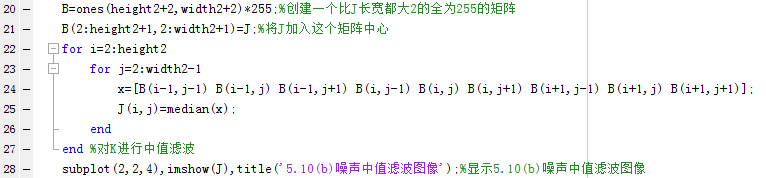 20 - B=ones(height2+2,width2+2)*255;%创建一个比J长宽都大2的全为255的矩阵
21 - B(2:height2+1,2:width2+1)=J;%将J加入这个矩阵中心
22 - for i=2:height2
23 - for j=2:width2-1
24 - x=[B(i-1,j-1) B(i-1,j) B(i-1,j+1) B(i,j-1) B(i,j) B(i,j+1) B(i+1,j-1) B(i+1,j) B(i+1,j+1)];
25 - J(i,j)=median(x);
26 - end
27 - end %对K进行中值滤波
28 - subplot(2,2,4),imshow(J),title('5.10(b)噪声中值滤波图像');%显示5.10(b)噪声中值滤波图像